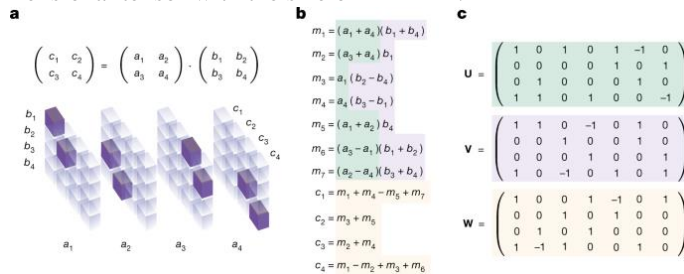 a
( c₁ c₂ ) = ( a₁ a₂ ) · ( b₁ b₂ )
( c₃ c₄ ) ( a₃ a₄ ) ( b₃ b₄ )
b₁
b₂
b₃
b₄
c₁
c₂
c₃
c₄
a₁ a₂ a₃ a₄
b
m₁ = (a₁ + a₄)(b₁ + b₄)
m₂ = (a₃ + a₄) b₁
m₃ = a₁ (b₂ – b₄)
m₄ = a₄ (b₃ – b₁)
m₅ = (a₁ + a₂) b₄
m₆ = (a₃ – a₁)(b₁ + b₂)
m₇ = (a₂ – a₄)(b₃ + b₄)
c₁ = m₁ + m₄ – m₅ + m₇
c₂ = m₃ + m₅
c₃ = m₂ + m₄
c₄ = m₁ – m₂ + m₃ + m₆
c
U =
1 0 1 0 1 –1 0
0 0 0 0 1 0 1
0 1 0 0 0 1 0
1 1 0 1 0 0 –1
V =
1 1 0 –1 0 1 0
0 0 1 0 0 1 0
0 0 0 1 0 0 1
1 0 –1 0 1 0 1
W =
1 0 0 1 –1 0 1
0 0 1 0 1 0 0
0 1 0 1 0 0 0
1 –1 1 0 0 1 0